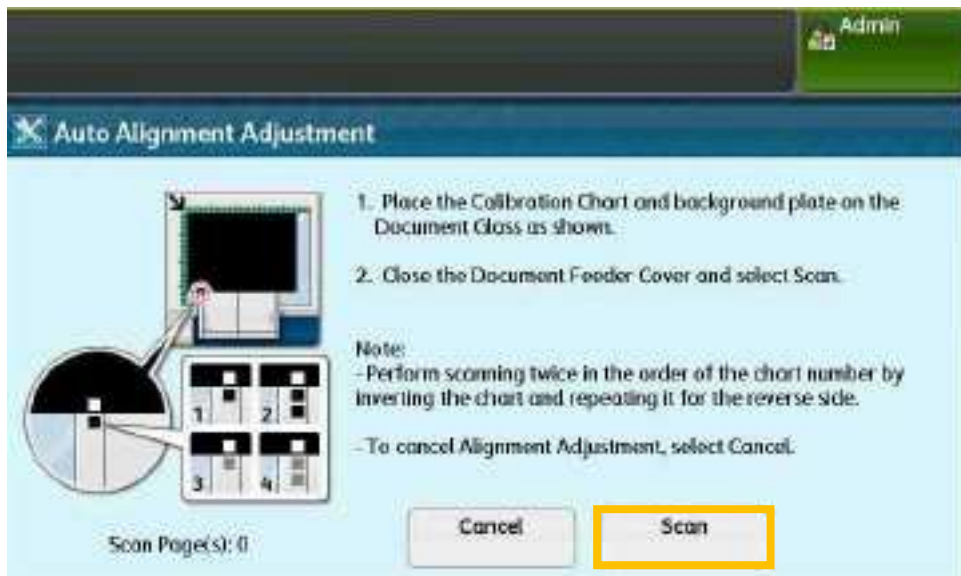 Admin
Auto Alignment Adjustment
1. Place the Calibration Chart and background plate on the
Document Glass as shown.
2. Close the Document Feeder Cover and select Scan.
Note:
-Perform scanning twice in the order of the chart number by
inverting the chart and repeating it for the reverse side.
-To cancel Alignment Adjustment, select Cancel.
1 2
3 4
Scan Page(s): 0
Cancel
Scan